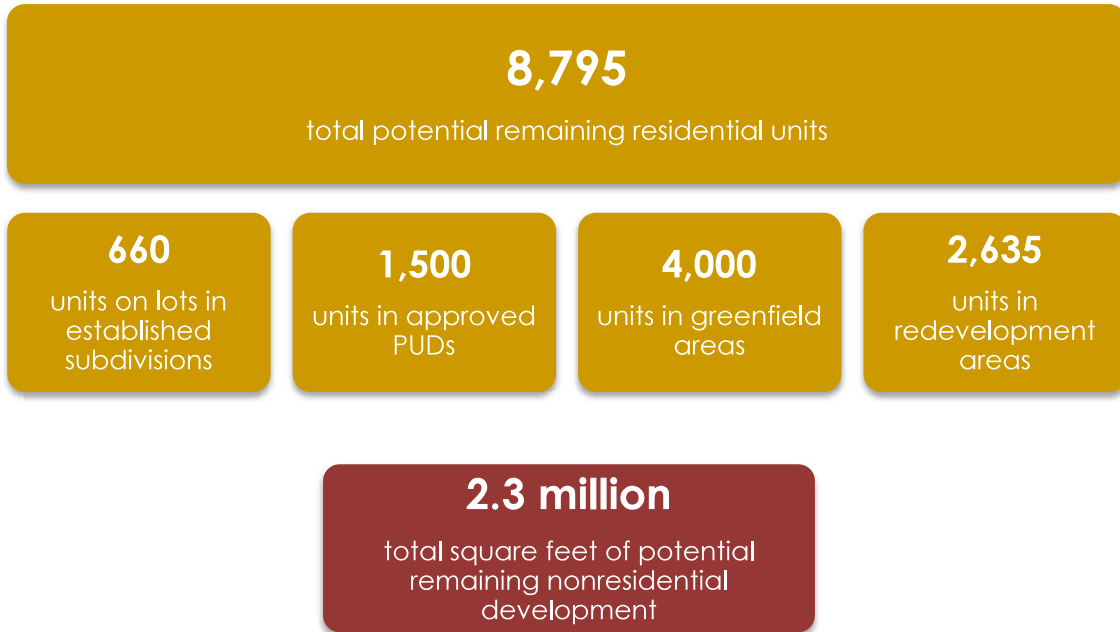 8,795
total potential remaining residential units
660
units on lots in
established
subdivisions
1,500
units in approved
PUDs
4,000
units in greenfield
areas
2,635
units in
redevelopment
areas
2.3 million
total square feet of potential
remaining nonresidential
development